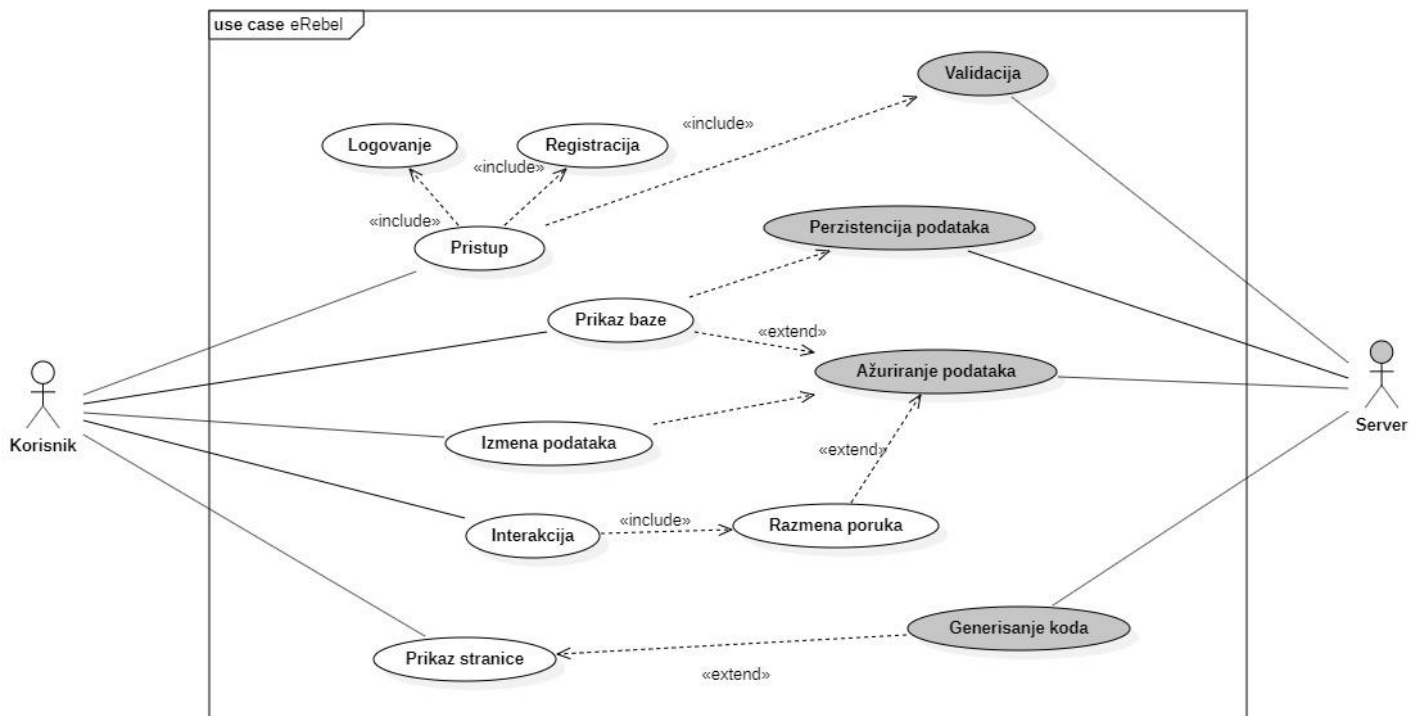 use case eRebel
Validacija
«include»
Logovanje
Registracija
«include»
«include»
Pristup
Perzistencija podataka
Prikaz baze
«extend»
Ažuriranje podataka
Korisnik
Server
Izmena podataka
«extend»
Interakcija
«include»
Razmena poruka
Generisanje koda
Prikaz stranice
«extend»